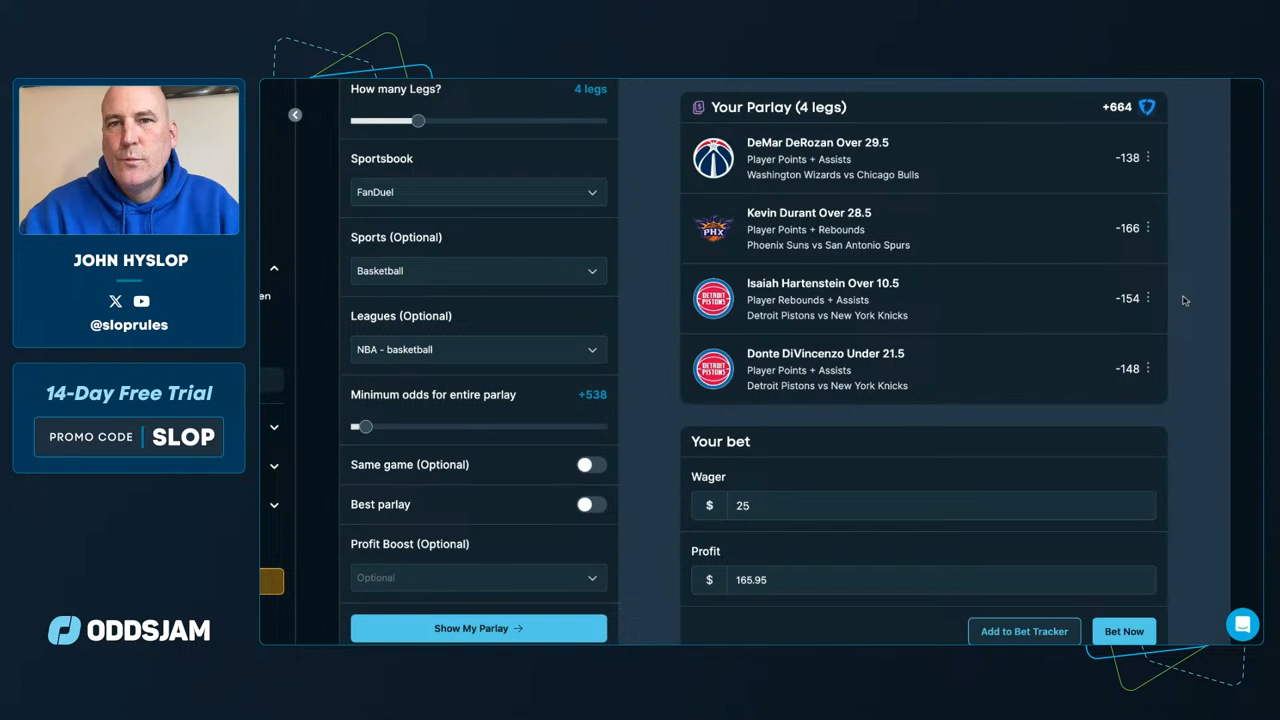 JOHN HYSLOP
@sloprules
14-Day Free Trial
PROMO CODE SLOP
ODDSJAM
en
How many Legs? 4 legs
Sportsbook
FanDuel
Sports (Optional)
Basketball
Leagues (Optional)
NBA - basketball
Minimum odds for entire parlay +538
Same game (Optional)
Best parlay
Profit Boost (Optional)
Optional
Show My Parlay →
Your Parlay (4 legs) +664
DeMar DeRozan Over 29.5
Player Points + Assists -138
Washington Wizards vs Chicago Bulls
PHX
Kevin Durant Over 28.5
Player Points + Rebounds -166
Phoenix Suns vs San Antonio Spurs
DETROIT
PISTONS
Isaiah Hartenstein Over 10.5
Player Rebounds + Assists -154
Detroit Pistons vs New York Knicks
DETROIT
PISTONS
Donte DiVincenzo Under 21.5
Player Points + Assists -148
Detroit Pistons vs New York Knicks
Your bet
Wager
$ 25
Profit
$ 165.95
Add to Bet Tracker Bet Now